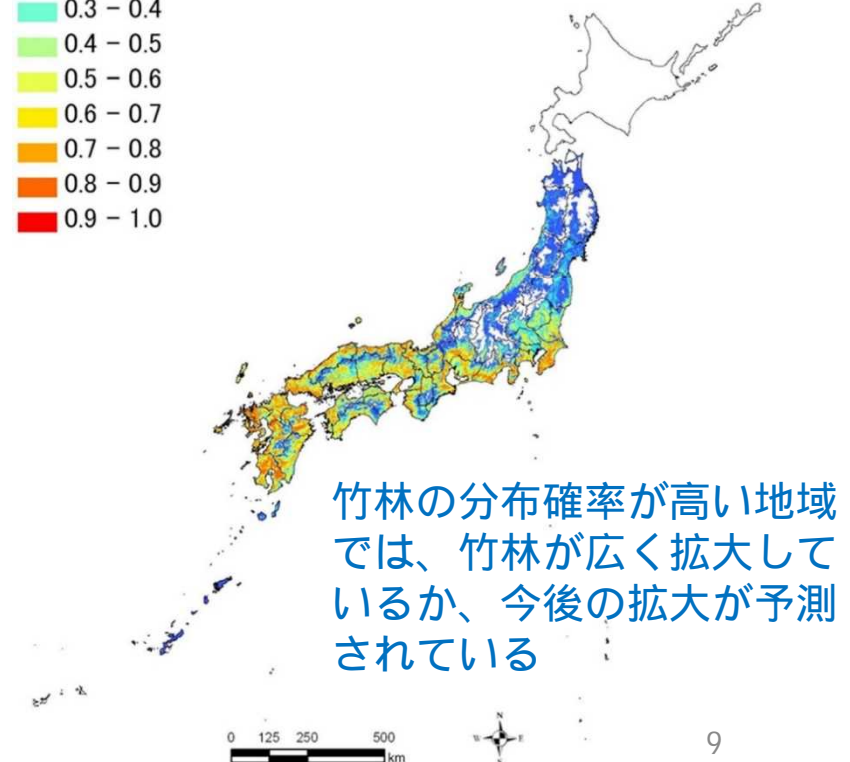 0.3 - 0.4
0.4 - 0.5
0.5 - 0.6
0.6 - 0.7
0.7 - 0.8
0.8 - 0.9
0.9 - 1.0
竹林の分布確率が高い地域
では、竹林が広く拡大して
いるか、今後の拡大が予測
されている
0 125 250 500
km
N
W E
S
9